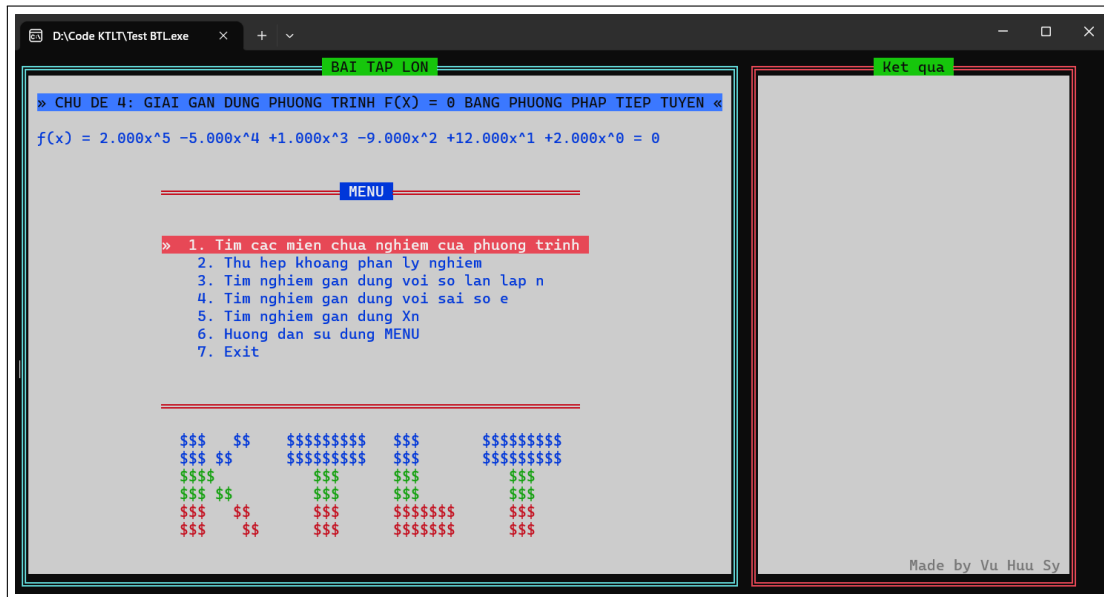 D:\Code KTLT\Test BTL.exe
BAI TAP LON
» CHU DE 4: GIAI GAN DUNG PHUONG TRINH F(X) = 0 BANG PHUONG PHAP TIEP TUYEN «
ƒ(x) = 2.000x^5 -5.000x^4 +1.000x^3 -9.000x^2 +12.000x^1 +2.000x^0 = 0
MENU
» 1. Tim cac mien chua nghiem cua phuong trinh
2. Thu hep khoang phan ly nghiem
3. Tim nghiem gan dung voi so lan lap n
4. Tim nghiem gan dung voi sai so e
5. Tim nghiem gan dung Xn
6. Huong dan su dung MENU
7. Exit
$$$   $$    $$$$$$$$$   $$$       $$$$$$$$$
$$$ $$      $$$$$$$$$   $$$       $$$$$$$$$
$$$$           $$$      $$$          $$$
$$$ $$         $$$      $$$          $$$
$$$   $$       $$$      $$$$$$$      $$$
$$$    $$      $$$      $$$$$$$      $$$
Ket qua
Made by Vu Huu Sy